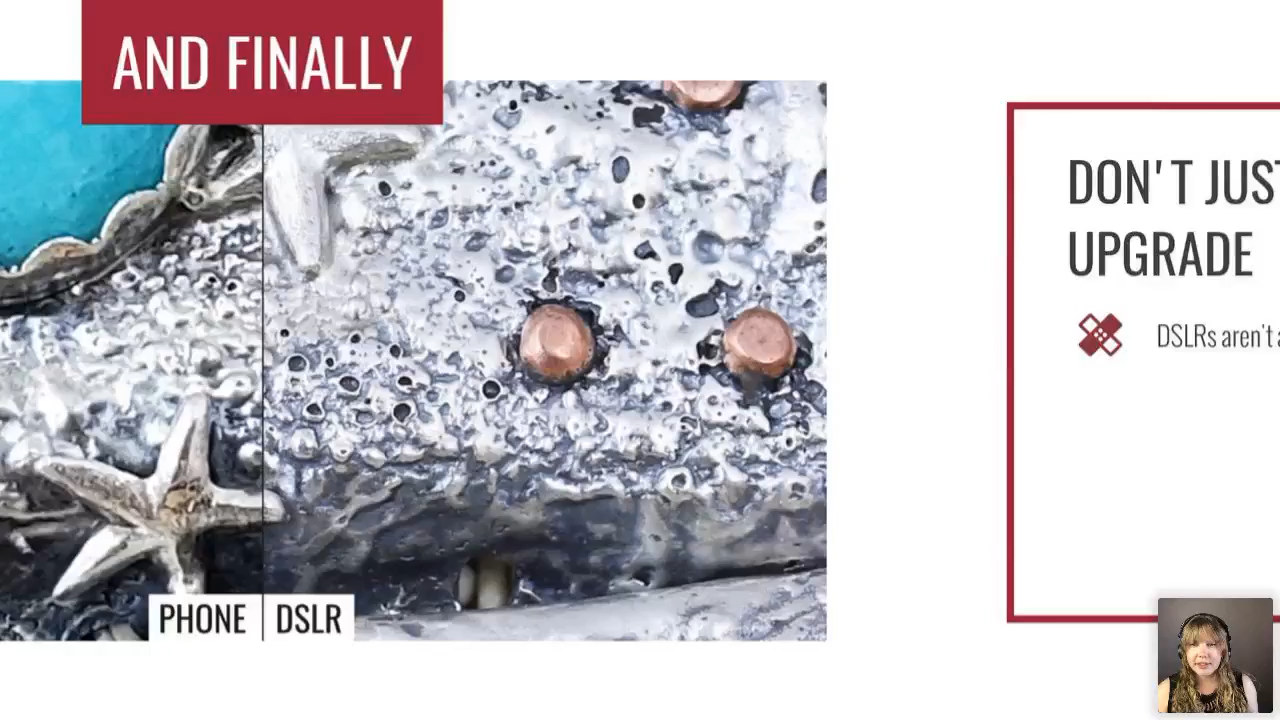 AND FINALLY
PHONE
DSLR
DON'T JUST
UPGRADE
DSLRs aren't a